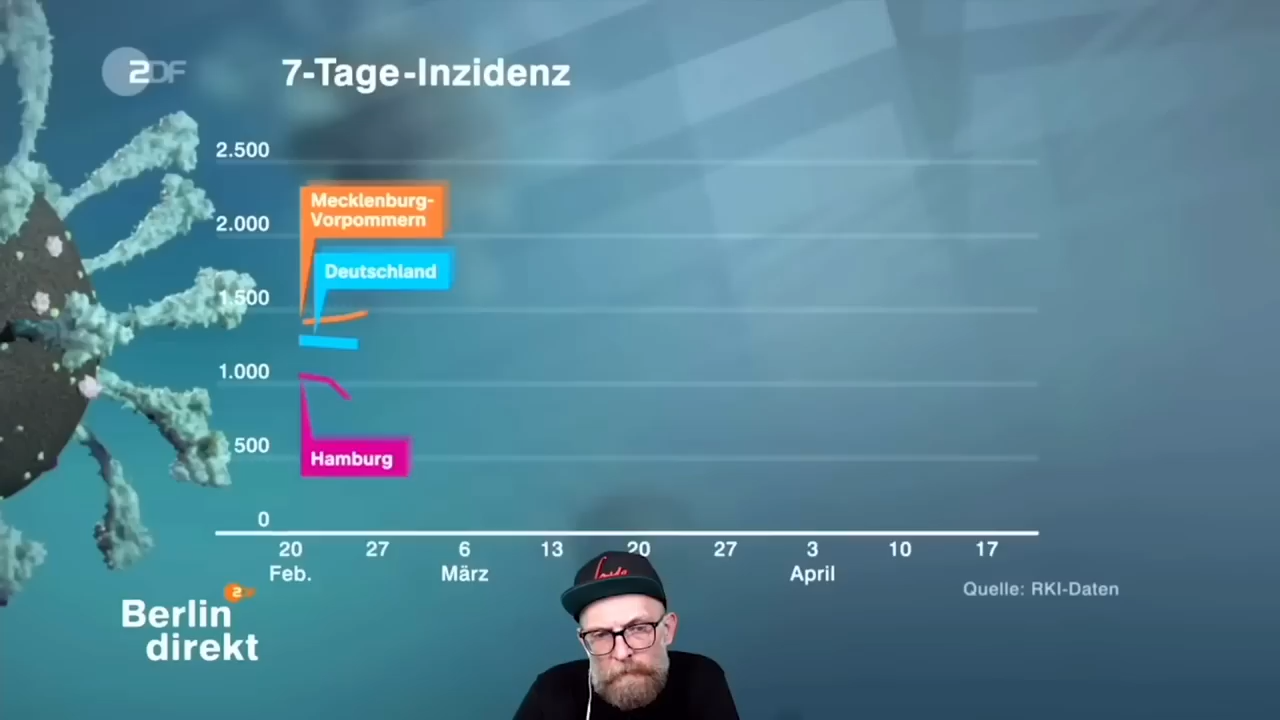 2DF
7-Tage-Inzidenz
2.500
Mecklenburg-
Vorpommern
2.000
Deutschland
1.500
1.000
500
Hamburg
0
20 27 6 13 20 27 3 10 17
Feb. März April
Quelle: RKI-Daten
2
Berlin
direkt